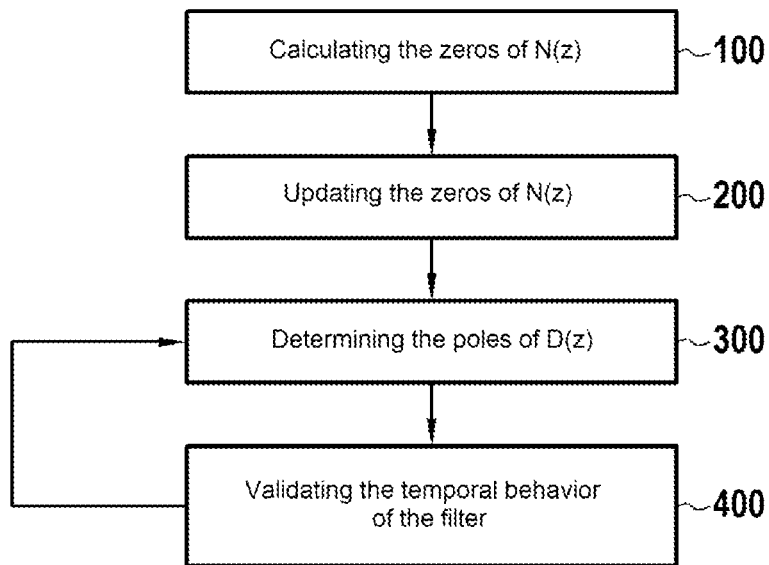 Calculating the zeros of N(z)
100
Updating the zeros of N(z)
200
Determining the poles of D(z)
300
Validating the temporal behavior
of the filter
400